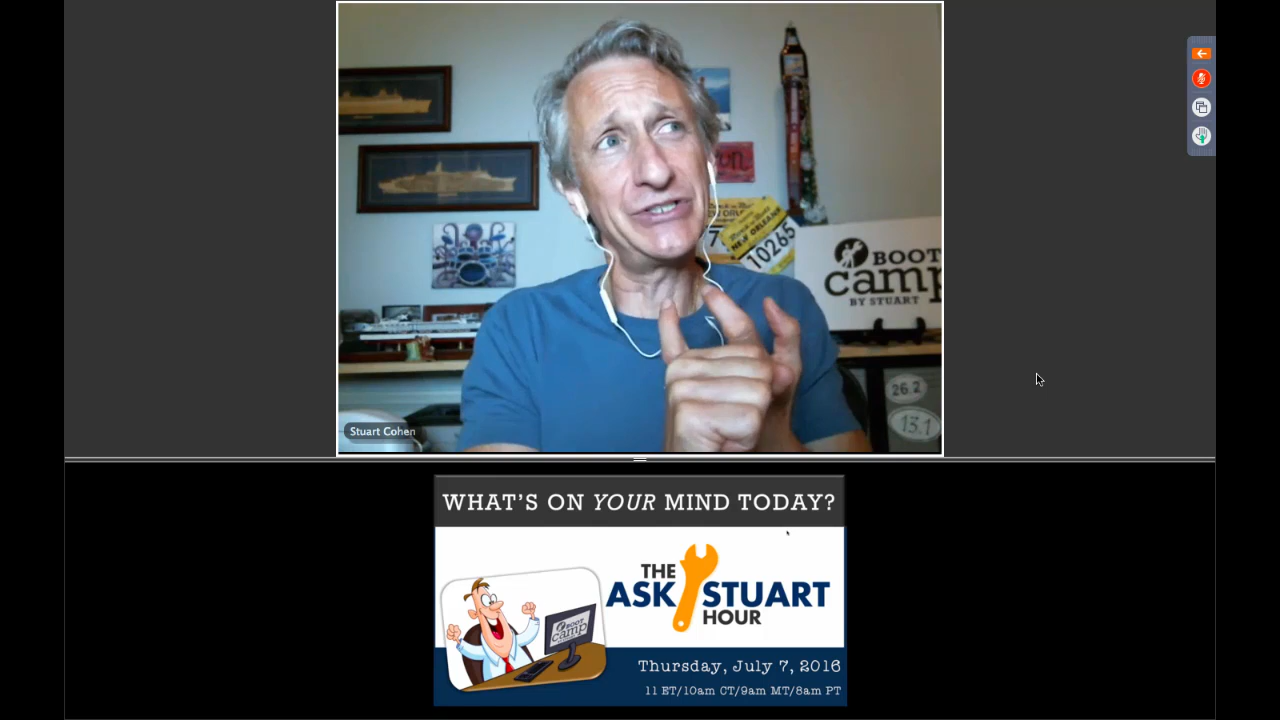 NEW ORLEANS
10265
BOOT
camp
BY STUART
26.2
13.1
Stuart Cohen
WHAT'S ON YOUR MIND TODAY?
THE
ASK STUART
HOUR
BOOT
camp
Thursday, July 7, 2016
11 ET/10am CT/9am MT/8am PT